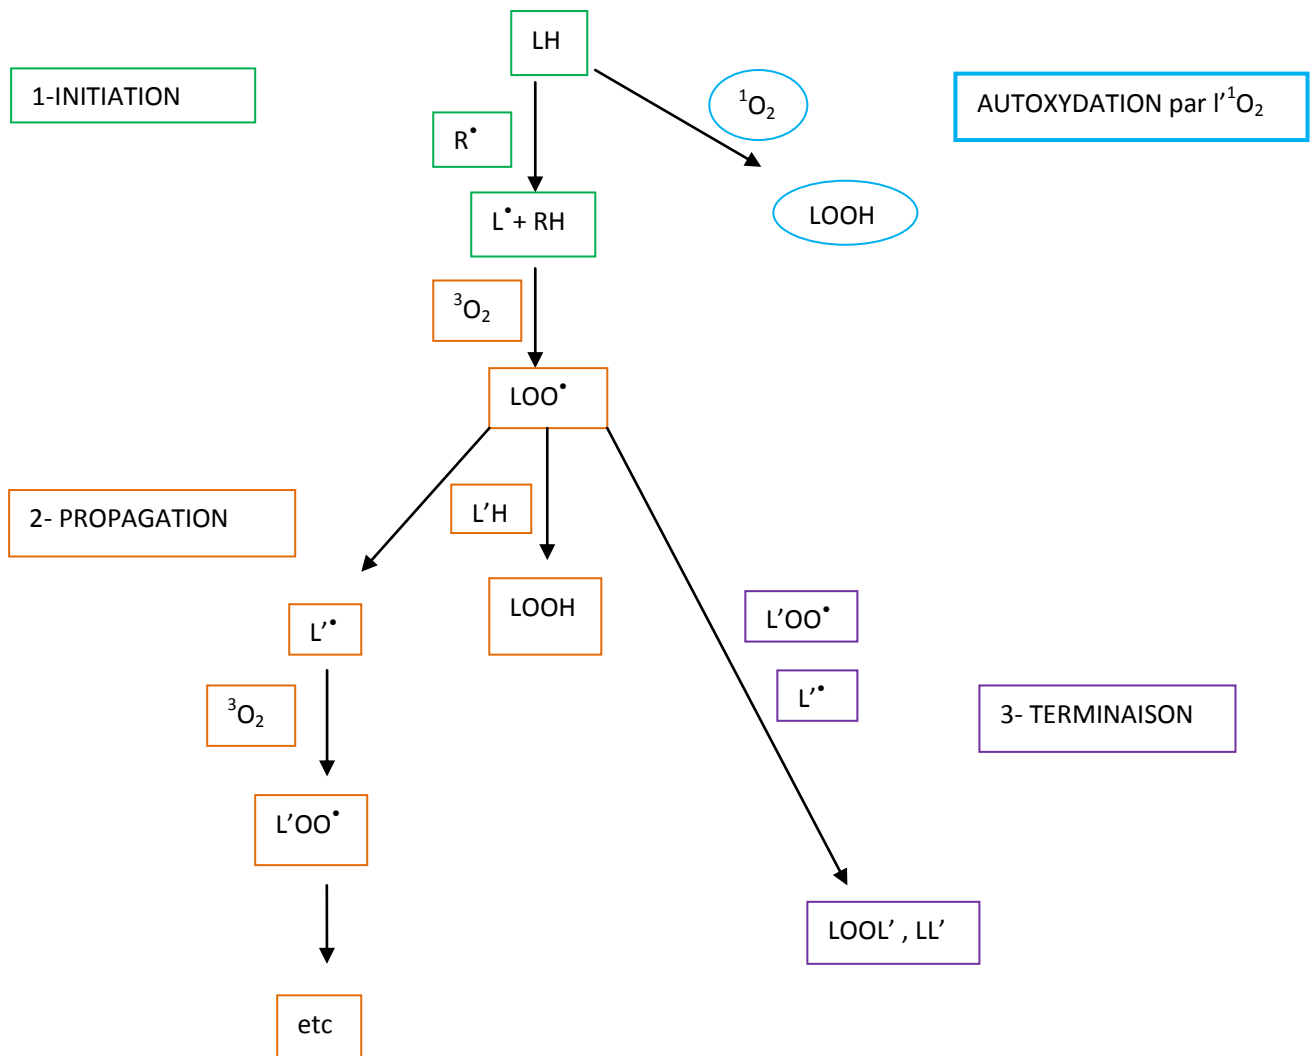 LH
1-INITIATION
¹O₂
AUTOXYDATION par l’¹O₂
R•
LOOH
L•+ RH
³O₂
LOO•
2- PROPAGATION
L’H
LOOH
L’OO•
L’•
L’•
³O₂
3- TERMINAISON
L’OO•
LOOL’ , LL’
etc